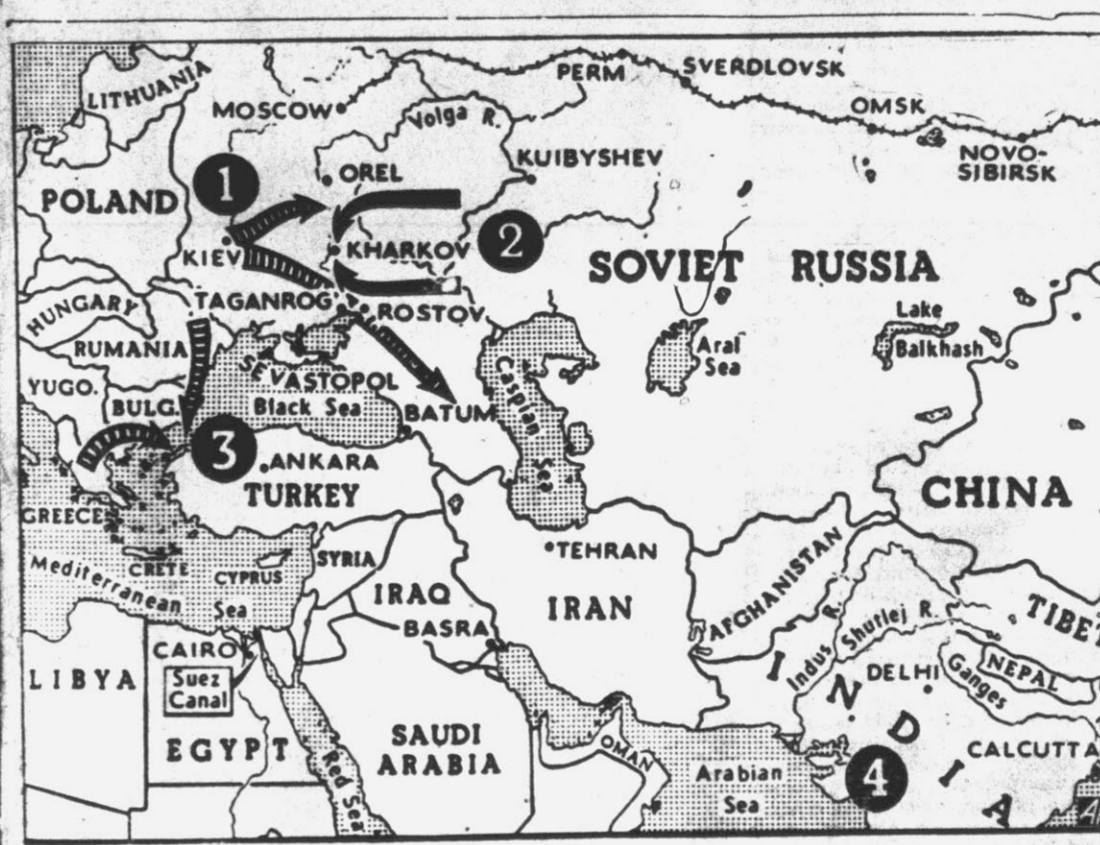 LITHUANIA
PERM
SVERDLOVSK
MOSCOW
Volga R.
OMSK
KUIBYSHEV
NOVO-
SIBIRSK
1
OREL
POLAND
2
KIEV
KHARKOV
SOVIET RUSSIA
TAGANROG
ROSTOV
HUNGARY
Lake
Balkhash
RUMANIA
Aral
Sea
SEVASTOPOL
YUGO.
BULG.
Black Sea
BATUM
Caspian
Sea
3
ANKARA
TURKEY
CHINA
GREECE
TEHRAN
SYRIA
CRETE
CYPRUS
Mediterranean
Sea
IRAQ
IRAN
AFGHANISTAN
TIBET
BASRA
Indus R.
Shurlej R.
CAIRO
LIBYA
Suez
Canal
INDIA
DELHI
Ganges
NEPAL
EGYPT
SAUDI
ARABIA
OMAN
CALCUTTA
Red Sea
Arabian
Sea
4